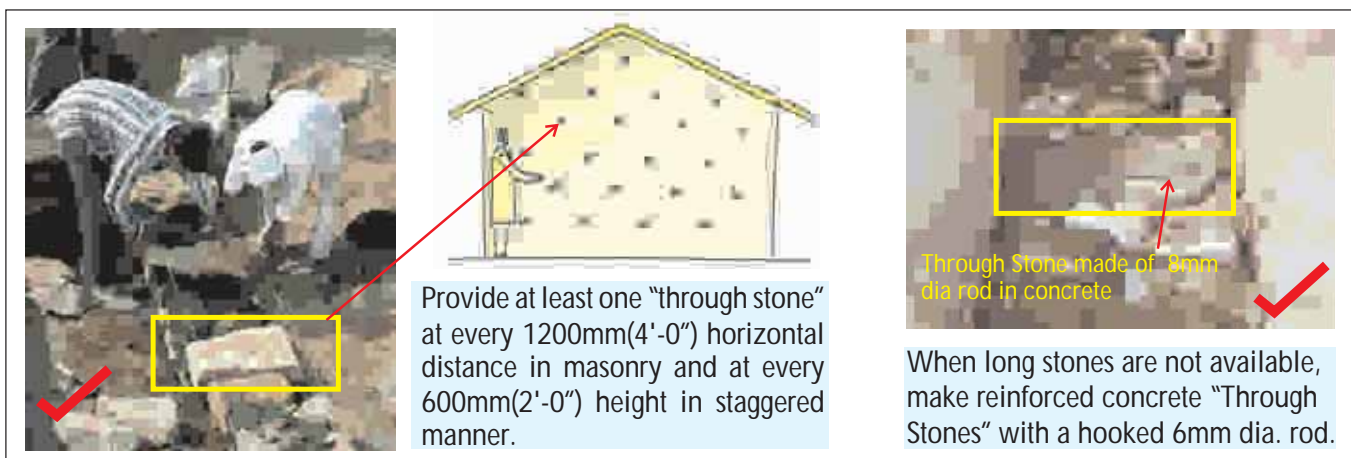 Provide at least one “through stone”
at every 1200mm(4'-0”) horizontal
distance in masonry and at every
600mm(2'-0”) height in staggered
manner.
Through Stone made of 8mm
dia rod in concrete
When long stones are not available,
make reinforced concrete “Through
Stones” with a hooked 6mm dia. rod.